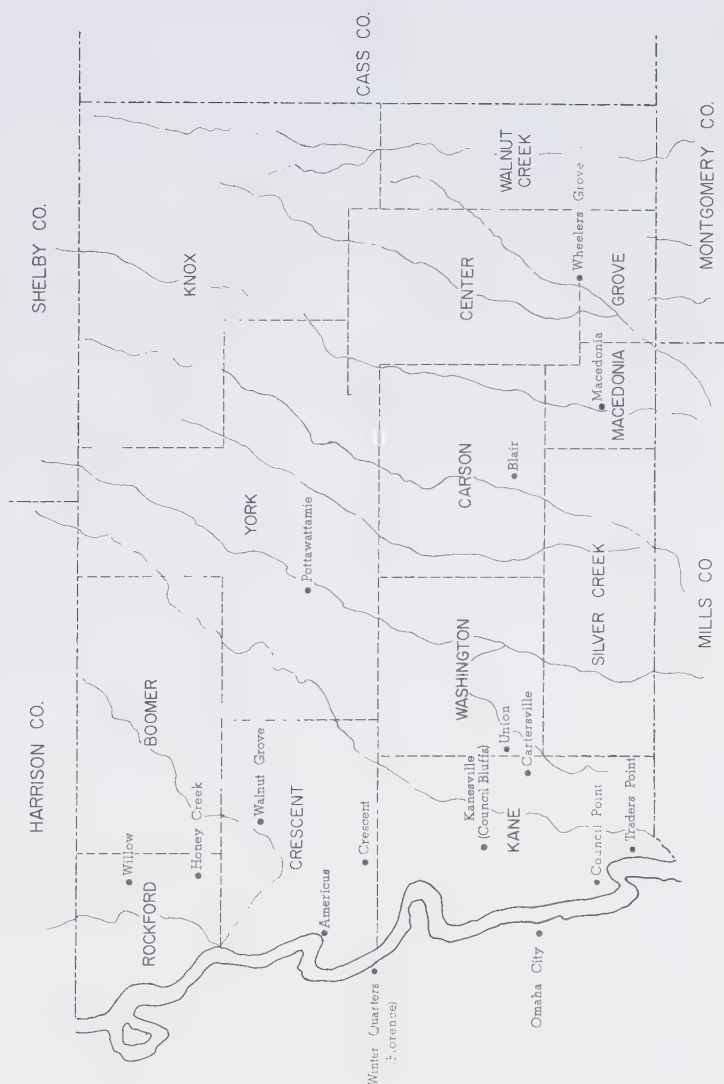 HARRISON CO.
SHELBY CO.
CASS CO.
ROCKFORD
Willow
Honey Creek
BOOMER
KNOX
YORK
Walnut Grove
CRESCENT
Americus
Crescent
Pottawattamie
Winter Quarters
Florence)
Kanesville
(Council Bluffs)
KANE
Omaha City
Council Point
Traders Point
WASHINGTON
Union
Cartersville
SILVER CREEK
CARSON
Blair
CENTER
Macedonia
MACEDONIA
Wheelers Grove
GROVE
WALNUT
CREEK
MILLS CO
MONTGOMERY CO.